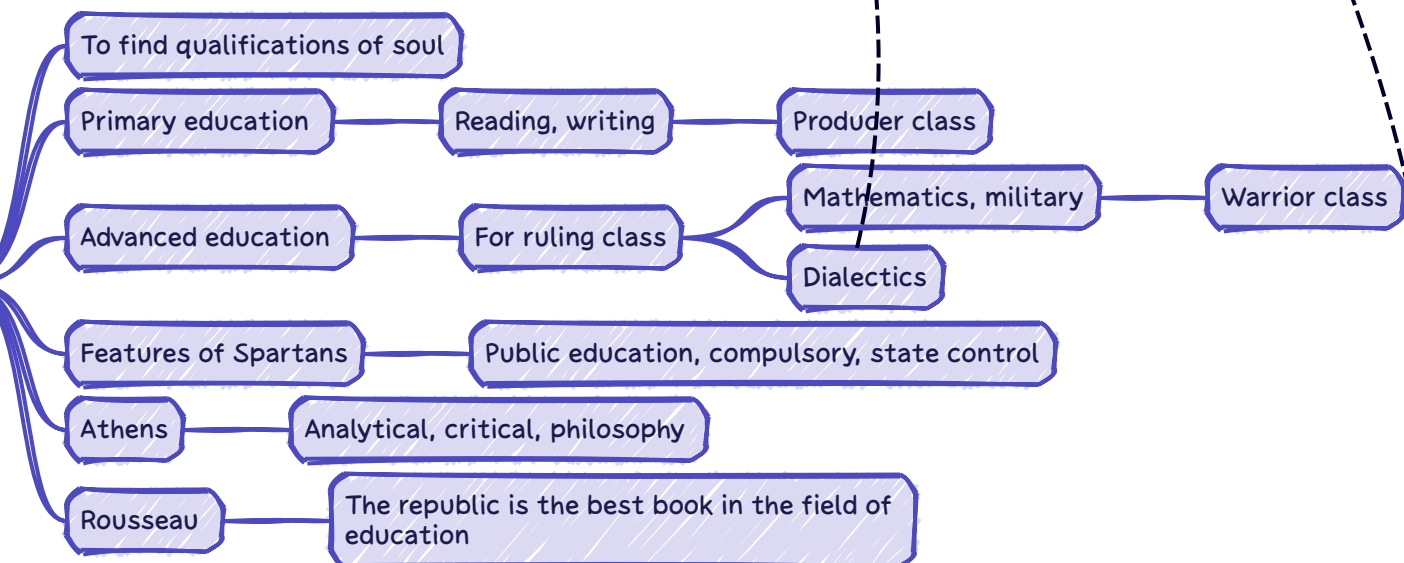 To find qualifications of soul
Primary education
Reading, writing
Producer class
Advanced education
For ruling class
Mathematics, military
Warrior class
Dialectics
Features of Spartans
Public education, compulsory, state control
Athens
Analytical, critical, philosophy
Rousseau
The republic is the best book in the field of
education